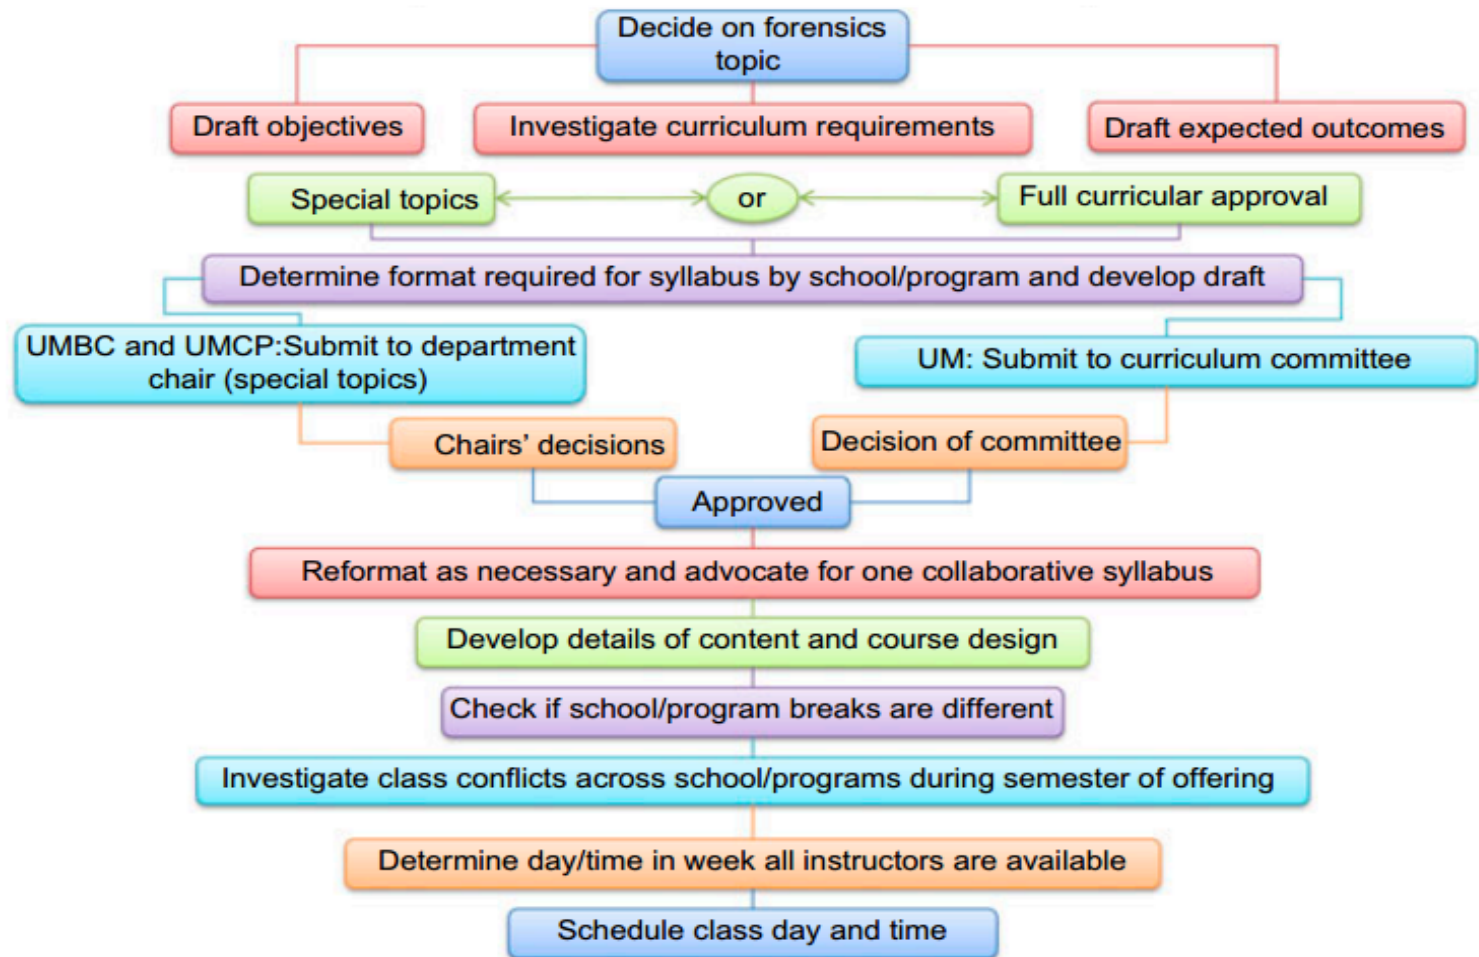 Decide on forensics
topic
Draft objectives
Investigate curriculum requirements
Draft expected outcomes
Special topics
or
Full curricular approval
Determine format required for syllabus by school/program and develop draft
UMBC and UMCP:Submit to department
chair (special topics)
UM: Submit to curriculum committee
Chairs’ decisions
Decision of committee
Approved
Reformat as necessary and advocate for one collaborative syllabus
Develop details of content and course design
Check if school/program breaks are different
Investigate class conflicts across school/programs during semester of offering
Determine day/time in week all instructors are available
Schedule class day and time